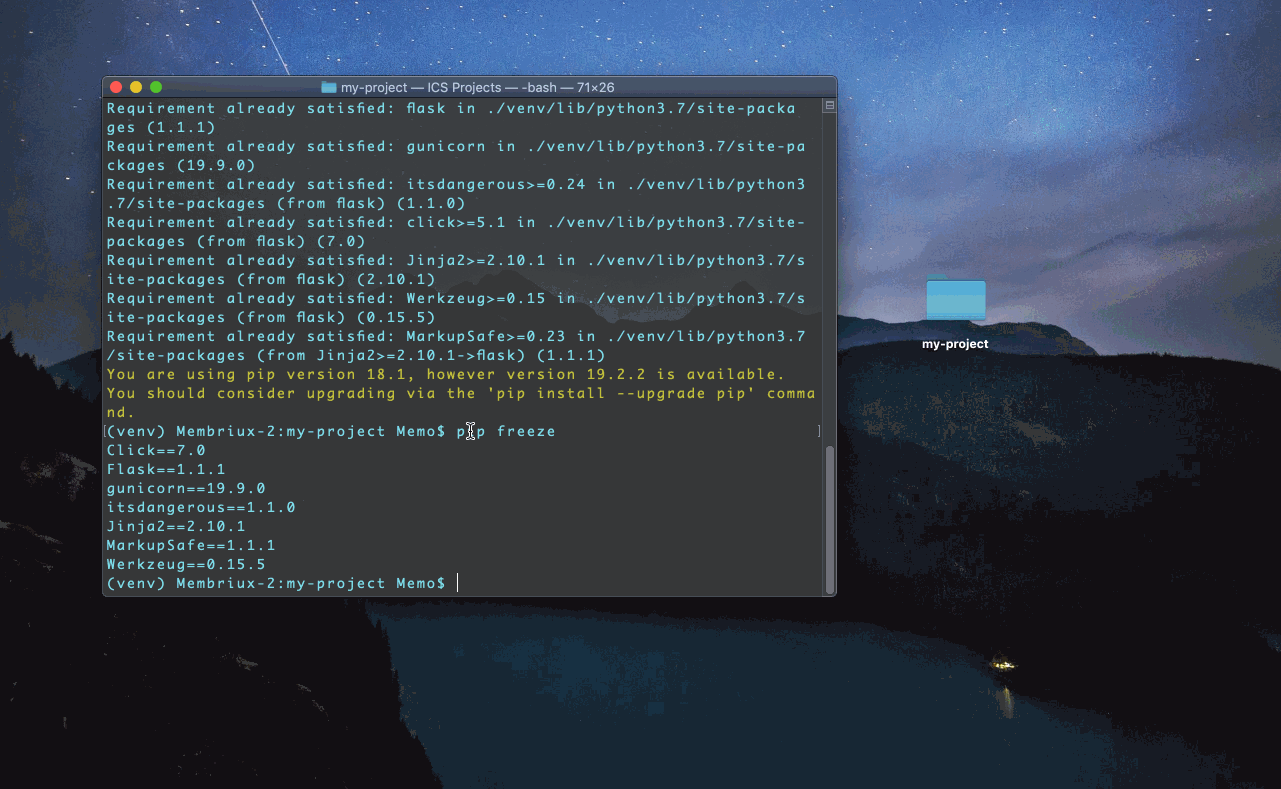 my-project — ICS Projects — -bash — 71×26
Requirement already satisfied: flask in ./venv/lib/python3.7/site-packa
ges (1.1.1)
Requirement already satisfied: gunicorn in ./venv/lib/python3.7/site-pa
ckages (19.9.0)
Requirement already satisfied: itsdangerous>=0.24 in ./venv/lib/python3
.7/site-packages (from flask) (1.1.0)
Requirement already satisfied: click>=5.1 in ./venv/lib/python3.7/site-
packages (from flask) (7.0)
Requirement already satisfied: Jinja2>=2.10.1 in ./venv/lib/python3.7/s
ite-packages (from flask) (2.10.1)
Requirement already satisfied: Werkzeug>=0.15 in ./venv/lib/python3.7/s
ite-packages (from flask) (0.15.5)
Requirement already satisfied: MarkupSafe>=0.23 in ./venv/lib/python3.7
/site-packages (from Jinja2>=2.10.1->flask) (1.1.1)
You are using pip version 18.1, however version 19.2.2 is available.
You should consider upgrading via the 'pip install --upgrade pip' comma
nd.
[(venv) Membriux-2:my-project Memo$ pip freeze ]
Click==7.0
Flask==1.1.1
gunicorn==19.9.0
itsdangerous==1.1.0
Jinja2==2.10.1
MarkupSafe==1.1.1
Werkzeug==0.15.5
(venv) Membriux-2:my-project Memo$
my-project